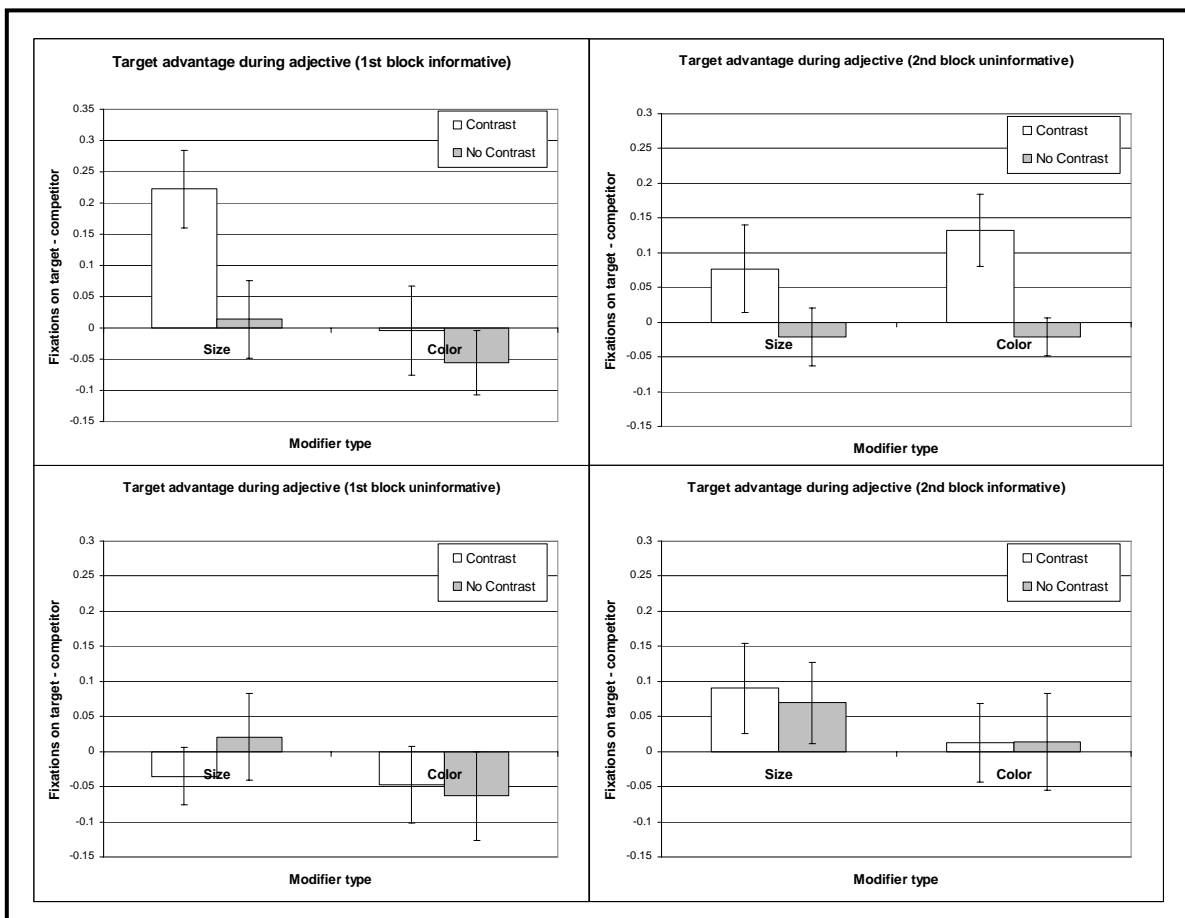 Target advantage during adjective (1st block informative)
Fixations on target - competitor
0.35
0.3
0.25
0.2
0.15
0.1
0.05
0
-0.05
-0.1
-0.15
Contrast
No Contrast
Size
Color
Modifier type
Target advantage during adjective (2nd block uninformative)
Fixations on target - competitor
0.3
0.25
0.2
0.15
0.1
0.05
0
-0.05
-0.1
-0.15
Contrast
No Contrast
Size
Color
Modifier type
Target advantage during adjective (1st block uninformative)
Fixations on target - competitor
0.3
0.25
0.2
0.15
0.1
0.05
0
-0.05
-0.1
-0.15
Contrast
No Contrast
Size
Color
Modifier type
Target advantage during adjective (2nd block informative)
Fixations on target - competitor
0.3
0.25
0.2
0.15
0.1
0.05
0
-0.05
-0.1
-0.15
Contrast
No Contrast
Size
Color
Modifier type